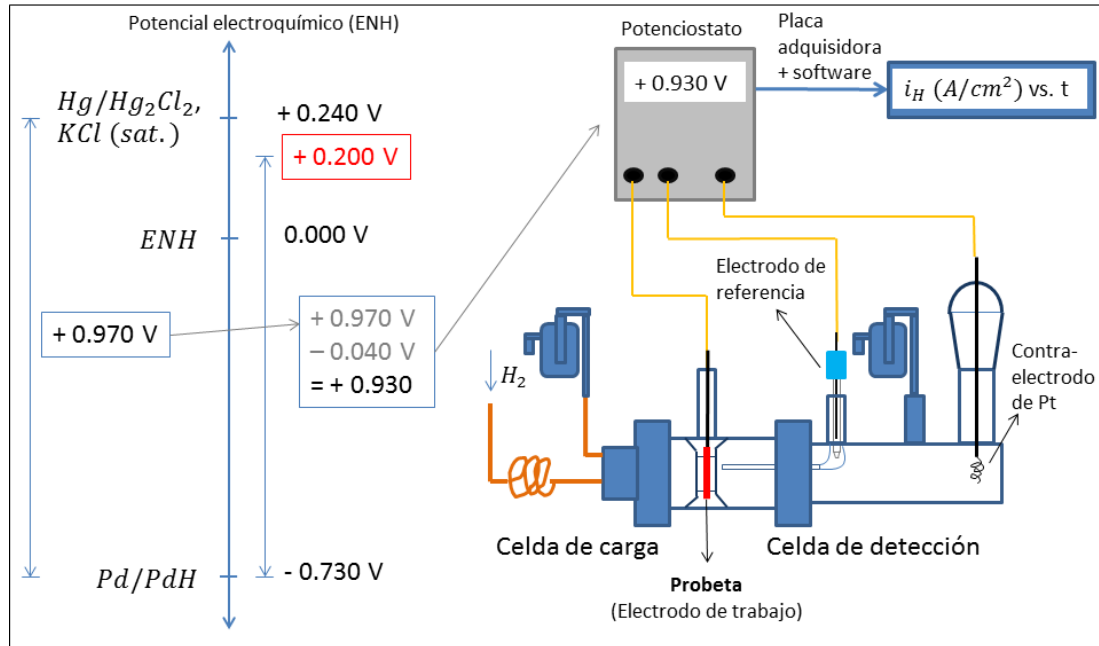 Potencial electroquímico (ENH)
Hg/Hg₂Cl₂,
KCl (sat.)
+ 0.240 V
+ 0.200 V
ENH
0.000 V
+ 0.970 V
+ 0.970 V
− 0.040 V
= + 0.930
Pd/PdH
- 0.730 V
Potenciostato
+ 0.930 V
Placa
adquisidora
+ software
i_H (A/cm²) vs. t
Electrodo de
referencia
H₂
Contra-
electrodo
de Pt
Celda de carga
Celda de detección
Probeta
(Electrodo de trabajo)